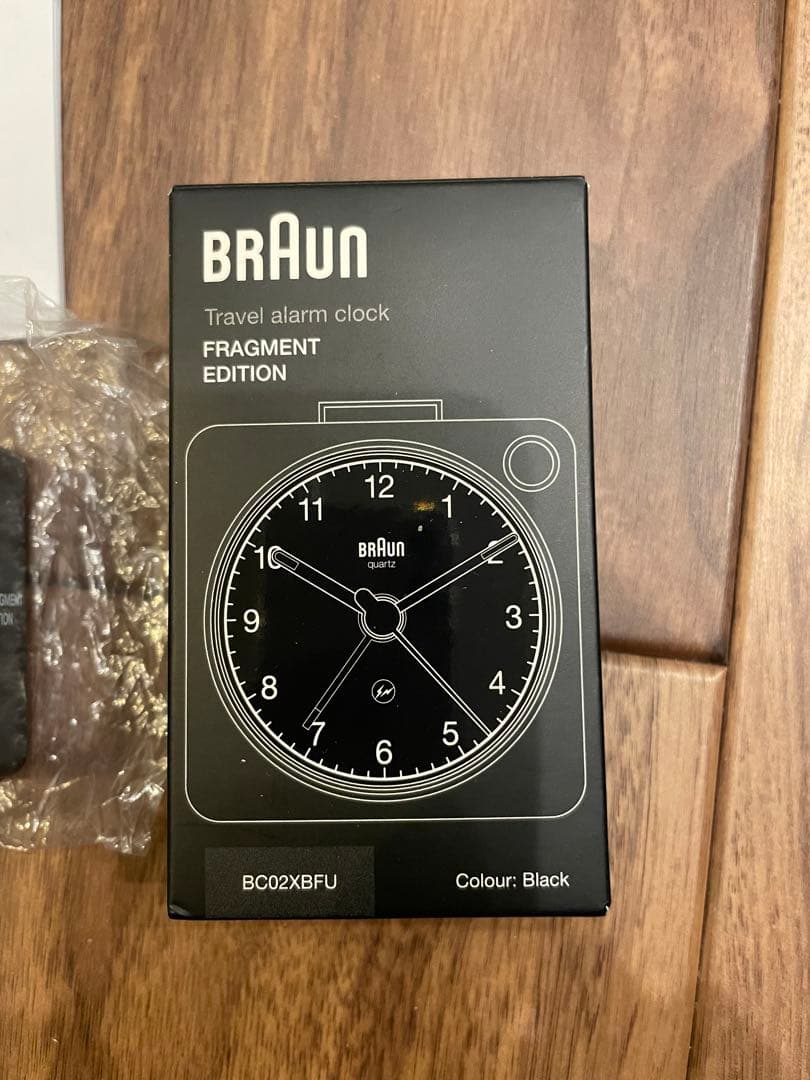 BRAUN
Travel alarm clock
FRAGMENT
EDITION
12
11
1
BRAUN
quartz
10
2
9
3
8
4
7
5
6
BC02XBFU
Colour: Black